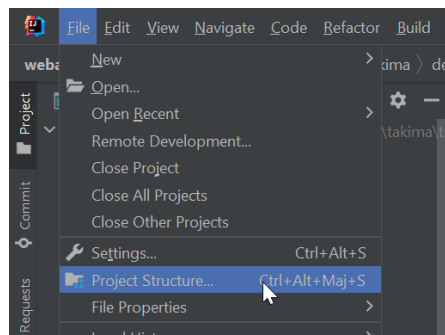 File Edit View Navigate Code Refactor Build
weba
New
kima
de
Open...
Project
Open Recent
\takima\t
Remote Development...
Close Project
Close All Projects
Commit
Close Other Projects
Settings... Ctrl+Alt+S
Project Structure... Ctrl+Alt+Maj+S
Requests
File Properties